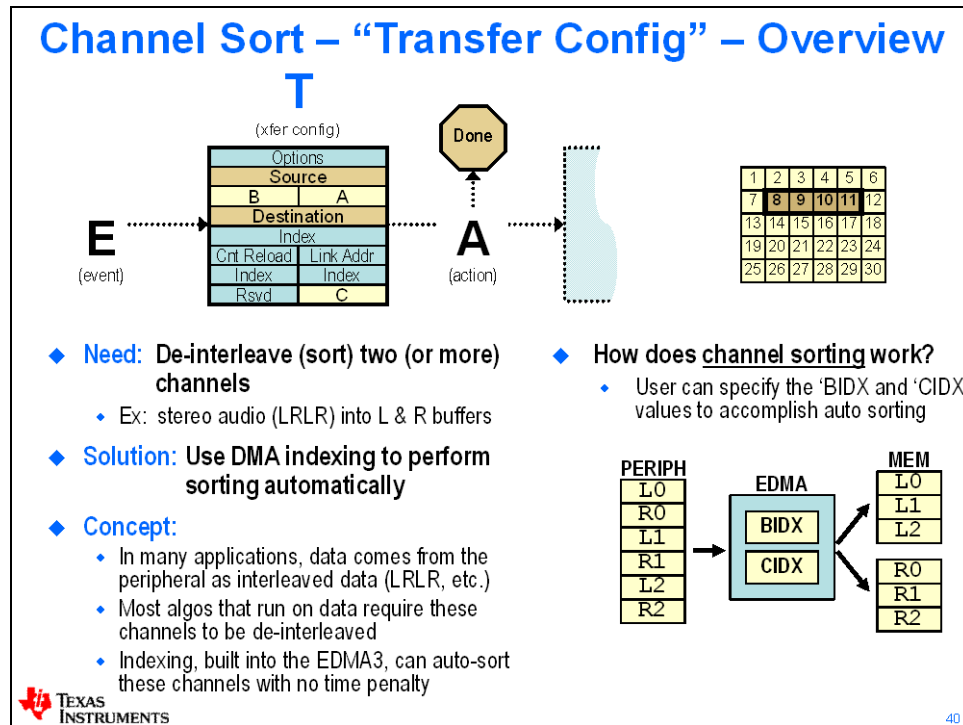 Channel Sort – “Transfer Config” – Overview
T
(xfer config)
Options
Source
B A
Destination
Index
Cnt Reload Link Addr
Index Index
Rsvd C
E
(event)
A
(action)
Done
1 2 3 4 5 6
7 8 9 10 11 12
13 14 15 16 17 18
19 20 21 22 23 24
25 26 27 28 29 30
Need: De-interleave (sort) two (or more)
channels
Ex: stereo audio (LRLR) into L & R buffers
Solution: Use DMA indexing to perform
sorting automatically
Concept:
In many applications, data comes from the
peripheral as interleaved data (LRLR, etc.)
Most algos that run on data require these
channels to be de-interleaved
Indexing, built into the EDMA3, can auto-sort
these channels with no time penalty
How does channel sorting work?
User can specify the ‘BIDX and ‘CIDX
values to accomplish auto sorting
PERIPH
L0
R0
L1
R1
L2
R2
EDMA
BIDX
CIDX
MEM
L0
L1
L2
R0
R1
R2
TEXAS
INSTRUMENTS
40